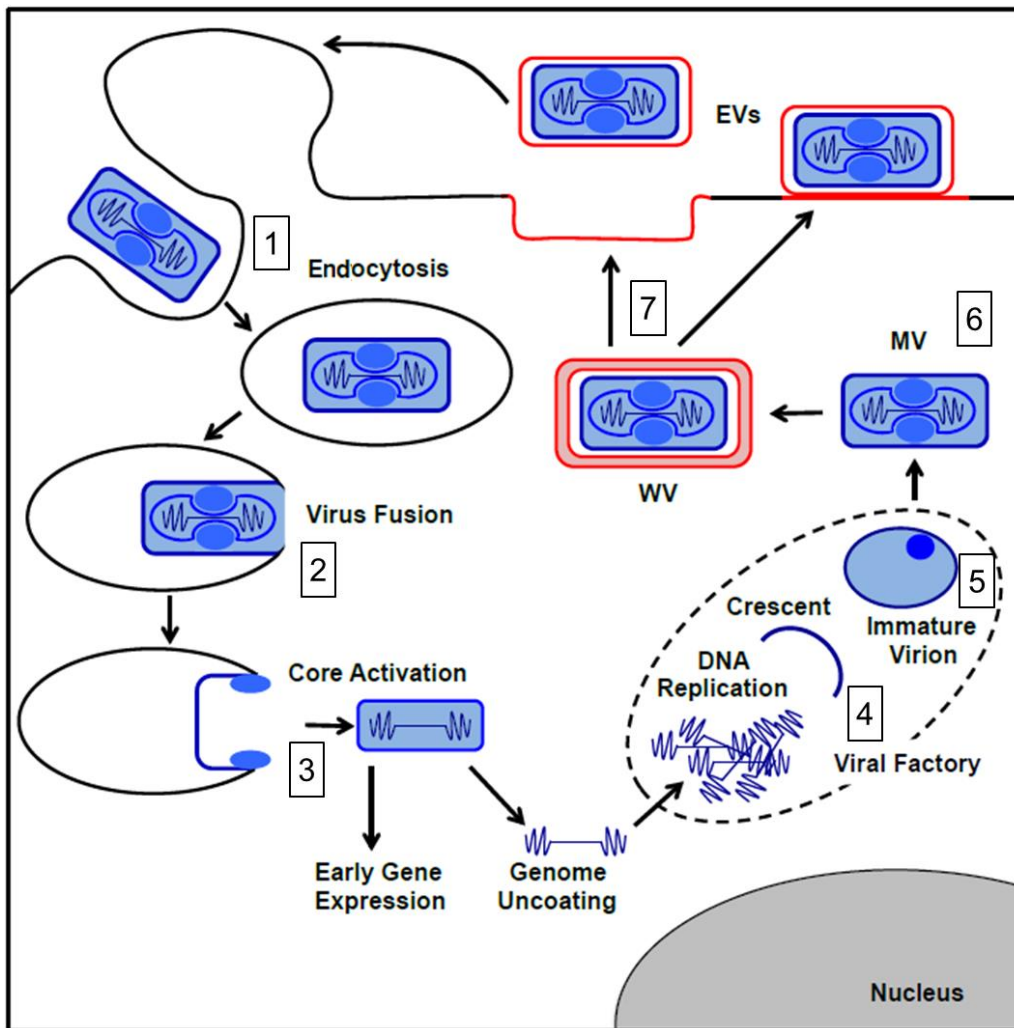 EVs
1
Endocytosis
7
6
MV
WV
Virus Fusion
2
5
Immature
Virion
Crescent
DNA
Replication
4
Viral Factory
Core Activation
3
Early Gene
Expression
Genome
Uncoating
Nucleus